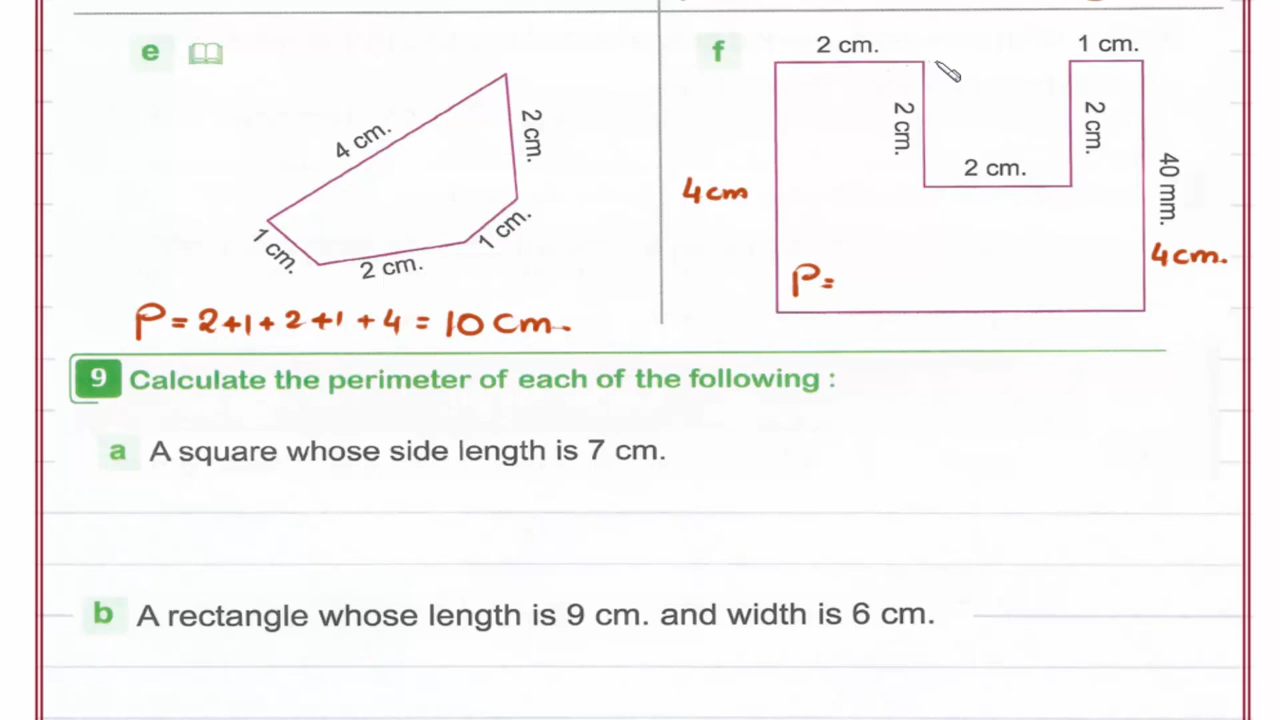 e
4 cm.
2 cm.
1 cm.
2 cm.
1 cm.
P = 2+1+2+1+4 = 10 cm.
f
2 cm.
1 cm.
2 cm.
2 cm.
2 cm.
40 mm.
4cm
4cm.
P=
9 Calculate the perimeter of each of the following :
a A square whose side length is 7 cm.
b A rectangle whose length is 9 cm. and width is 6 cm.